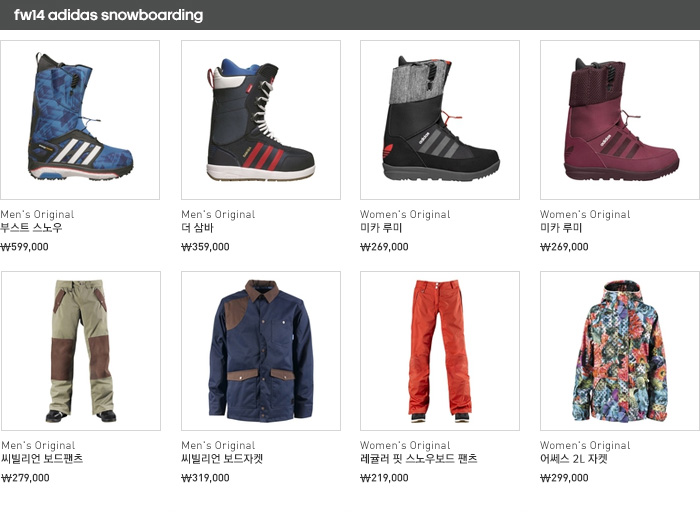 fw14 adidas snowboarding
Men's Original
부스트 스노우
₩599,000
Men's Original
더 삼바
₩359,000
Women's Original
미카 루미
₩269,000
Women's Original
미카 루미
₩269,000
Men's Original
씨빌리언 보드팬츠
₩279,000
Men's Original
씨빌리언 보드자켓
₩319,000
Women's Original
레귤러 핏 스노우보드 팬츠
₩219,000
Women's Original
어쎄스 2L 자켓
₩299,000